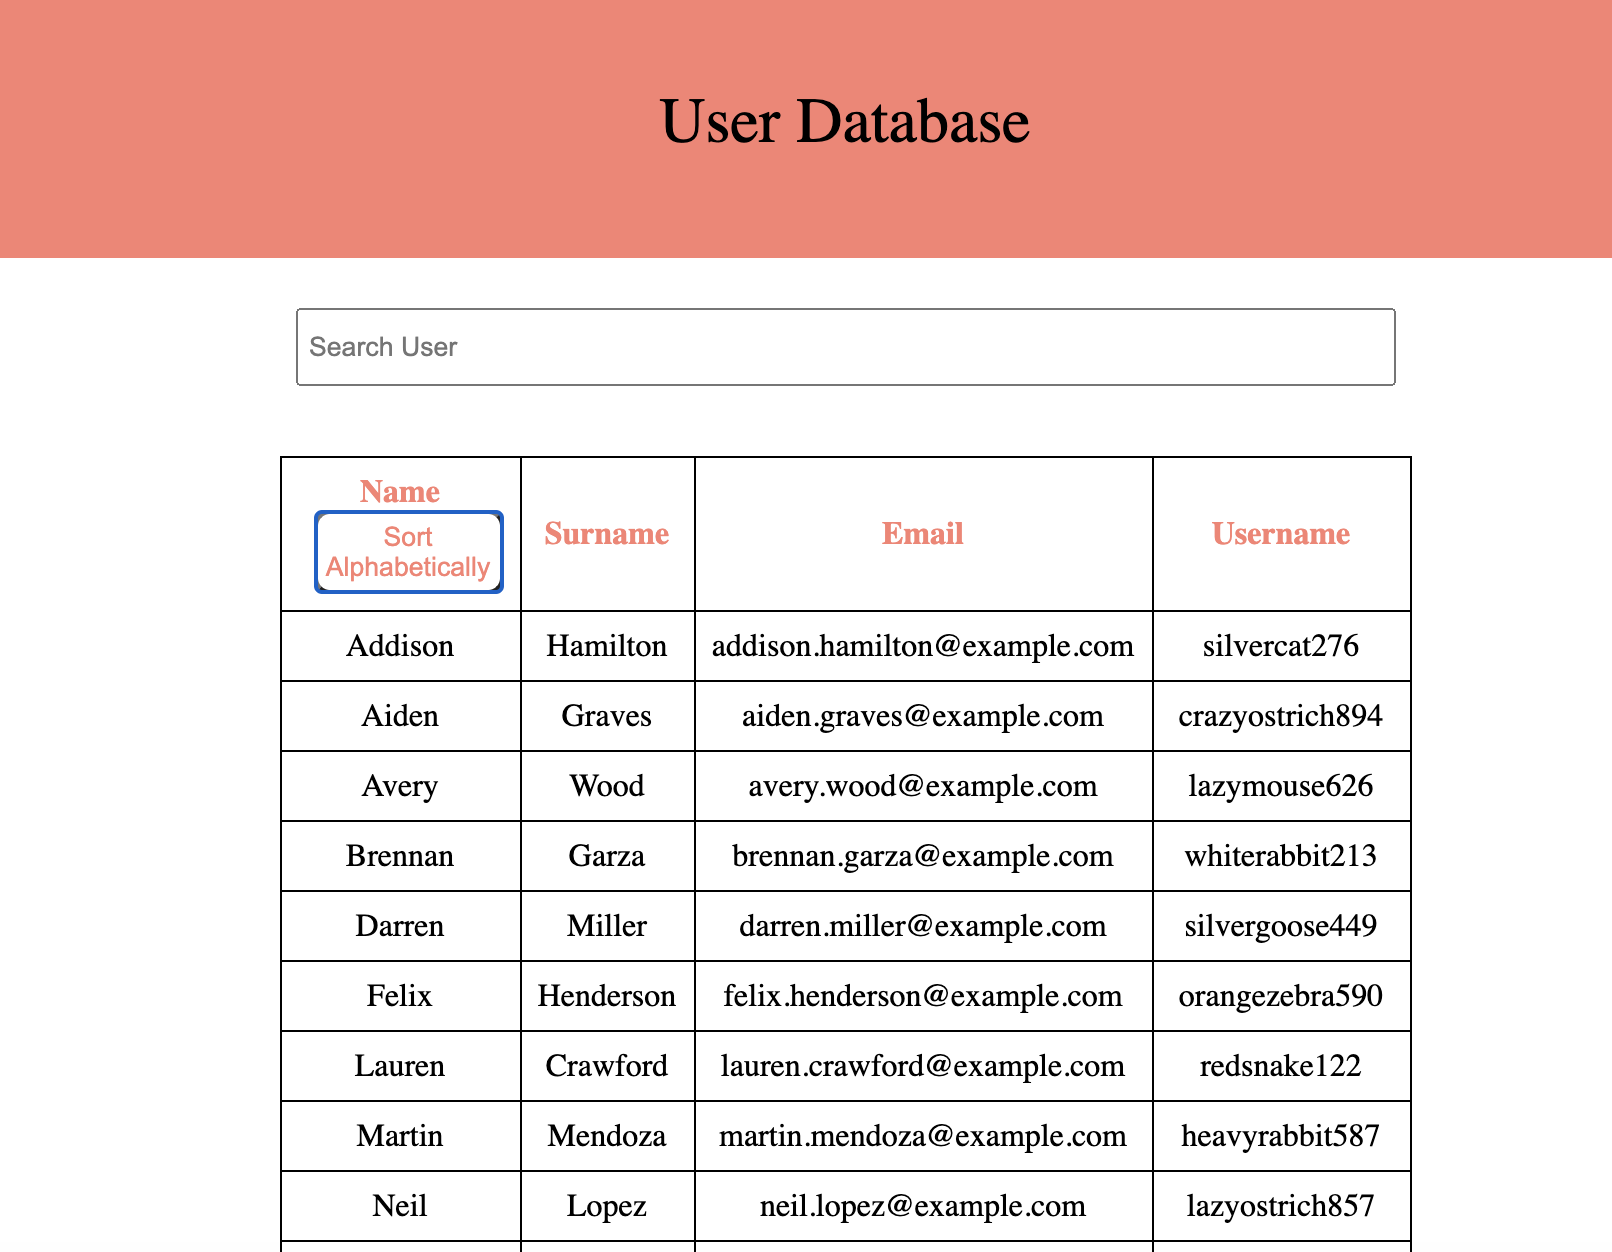 User Database
Search User
Name
Sort
Alphabetically
Surname
Email
Username
Addison Hamilton addison.hamilton@example.com silvercat276
Aiden Graves aiden.graves@example.com crazyostrich894
Avery Wood avery.wood@example.com lazymouse626
Brennan Garza brennan.garza@example.com whiterabbit213
Darren Miller darren.miller@example.com silvergoose449
Felix Henderson felix.henderson@example.com orangezebra590
Lauren Crawford lauren.crawford@example.com redsnake122
Martin Mendoza martin.mendoza@example.com heavyrabbit587
Neil Lopez neil.lopez@example.com lazyostrich857